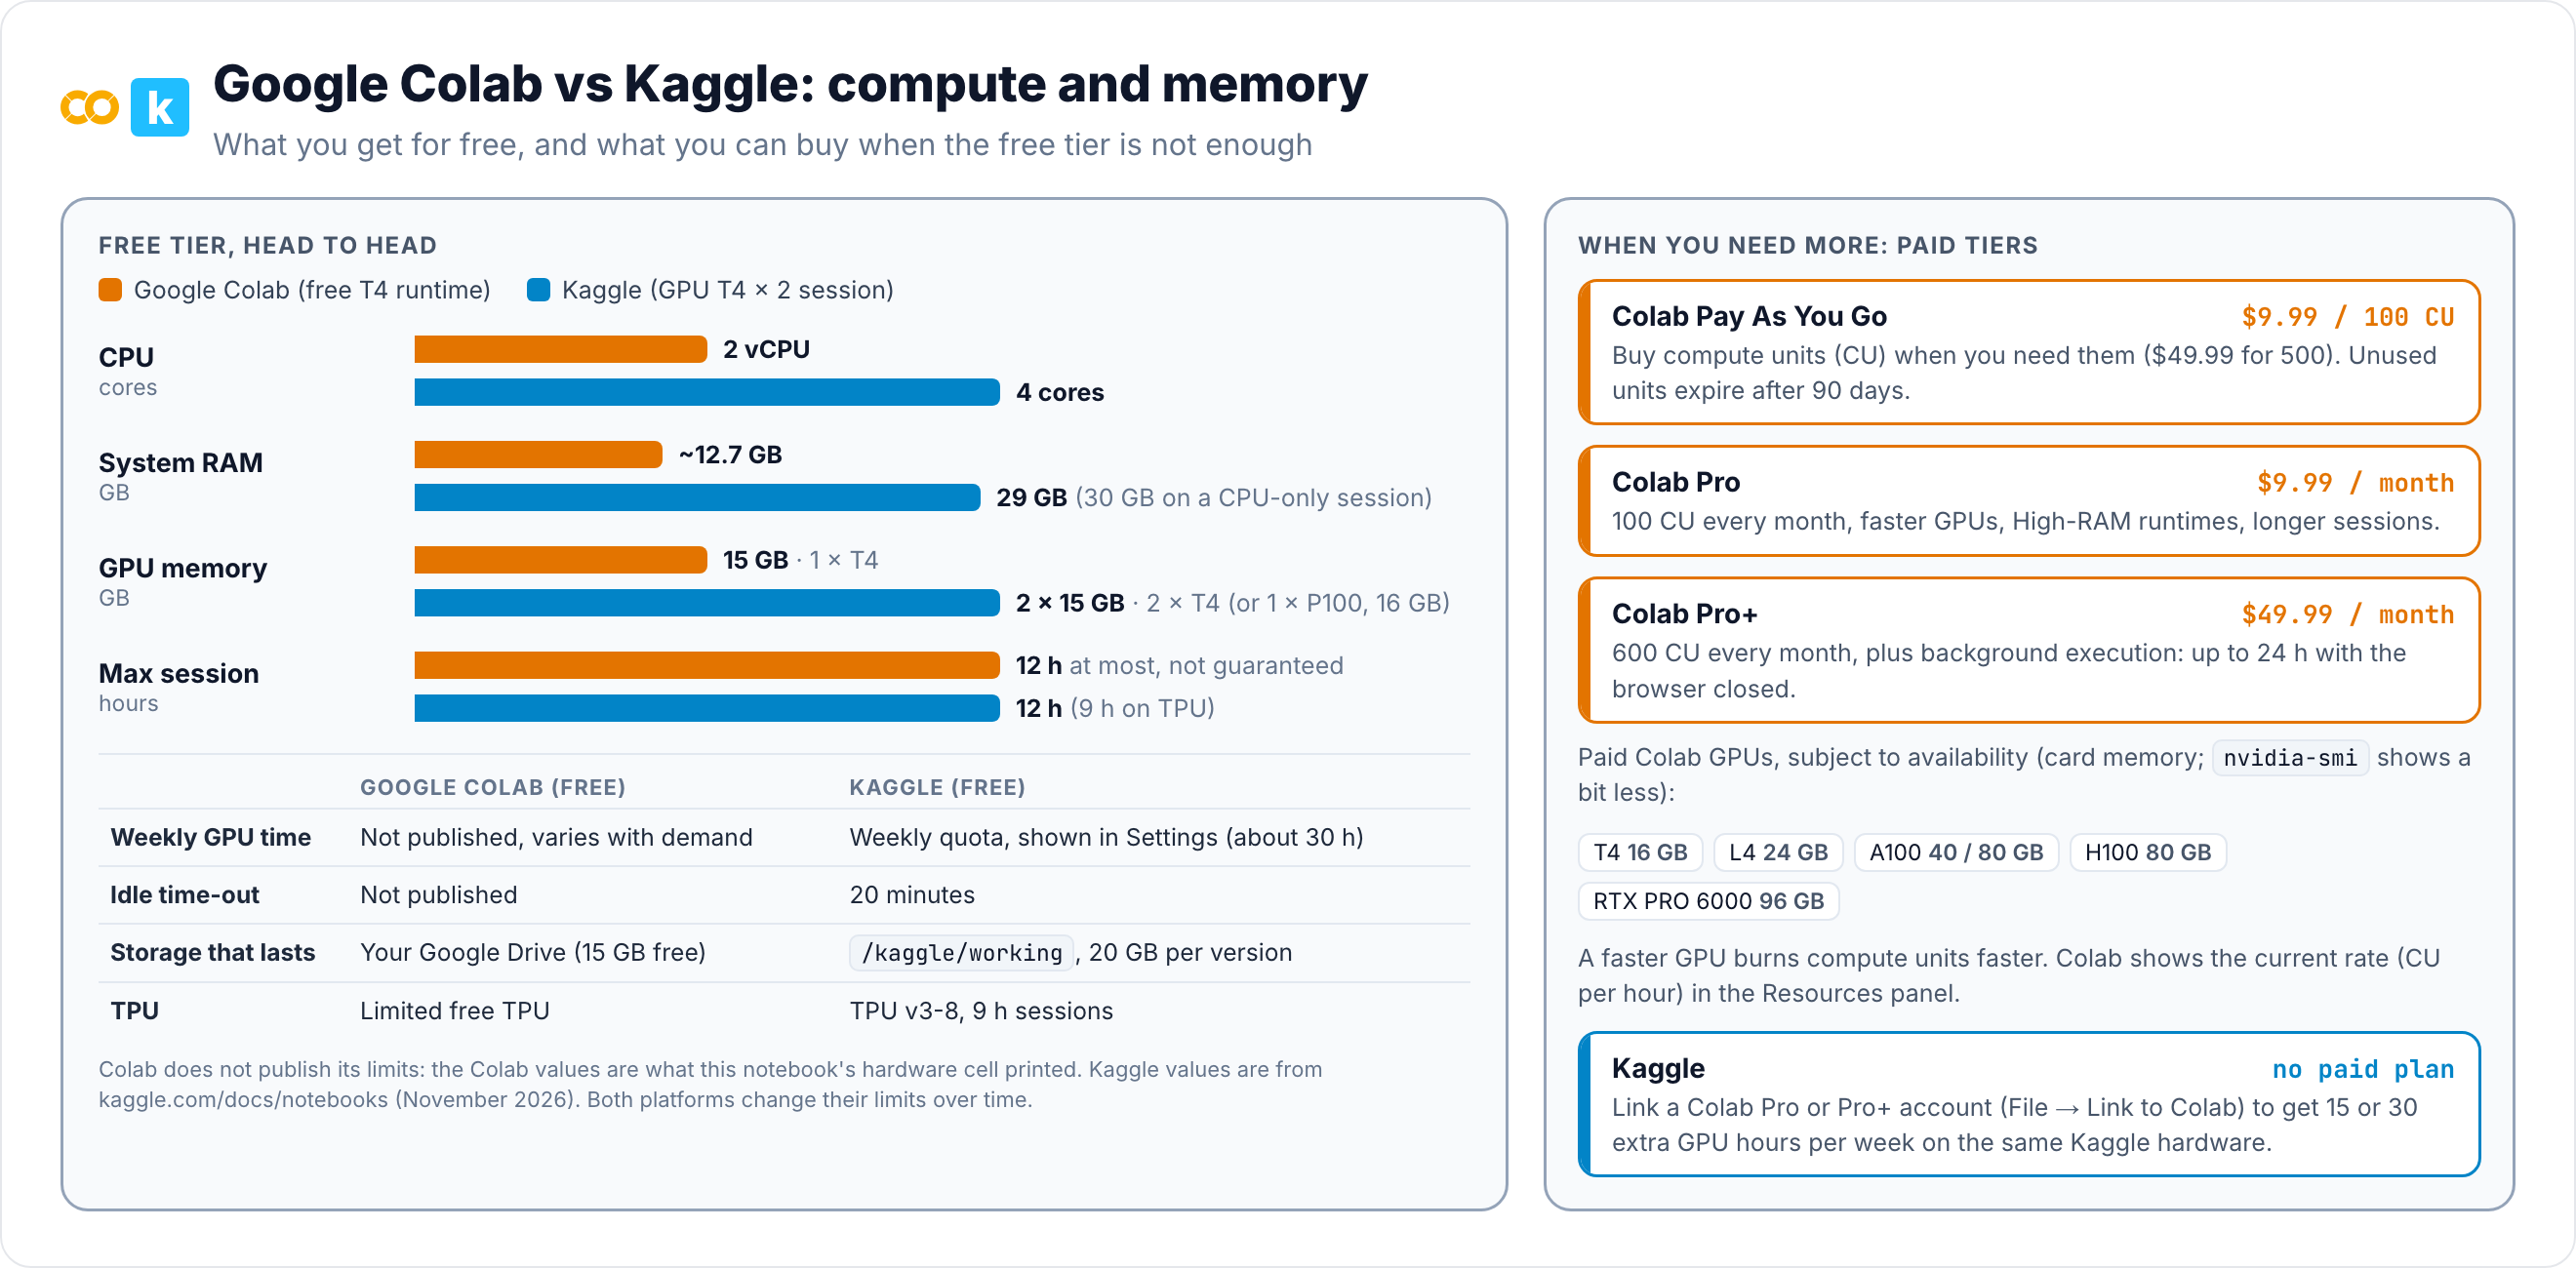 k
Google Colab vs Kaggle: compute and memory
What you get for free, and what you can buy when the free tier is not enough
FREE TIER, HEAD TO HEAD
Google Colab (free T4 runtime) Kaggle (GPU T4 × 2 session)
CPU
cores
2 vCPU
4 cores
System RAM
GB
~12.7 GB
29 GB (30 GB on a CPU-only session)
GPU memory
GB
15 GB · 1 × T4
2 × 15 GB · 2 × T4 (or 1 × P100, 16 GB)
Max session
hours
12 h at most, not guaranteed
12 h (9 h on TPU)
GOOGLE COLAB (FREE) KAGGLE (FREE)
Weekly GPU time Not published, varies with demand Weekly quota, shown in Settings (about 30 h)
Idle time-out Not published 20 minutes
Storage that lasts Your Google Drive (15 GB free) /kaggle/working, 20 GB per version
TPU Limited free TPU TPU v3-8, 9 h sessions
Colab does not publish its limits: the Colab values are what this notebook's hardware cell printed. Kaggle values are from
kaggle.com/docs/notebooks (November 2026). Both platforms change their limits over time.
WHEN YOU NEED MORE: PAID TIERS
Colab Pay As You Go $9.99 / 100 CU
Buy compute units (CU) when you need them ($49.99 for 500). Unused
units expire after 90 days.
Colab Pro $9.99 / month
100 CU every month, faster GPUs, High-RAM runtimes, longer sessions.
Colab Pro+ $49.99 / month
600 CU every month, plus background execution: up to 24 h with the
browser closed.
Paid Colab GPUs, subject to availability (card memory; nvidia-smi shows a
bit less):
T4 16 GB L4 24 GB A100 40 / 80 GB H100 80 GB
RTX PRO 6000 96 GB
A faster GPU burns compute units faster. Colab shows the current rate (CU
per hour) in the Resources panel.
Kaggle no paid plan
Link a Colab Pro or Pro+ account (File → Link to Colab) to get 15 or 30
extra GPU hours per week on the same Kaggle hardware.